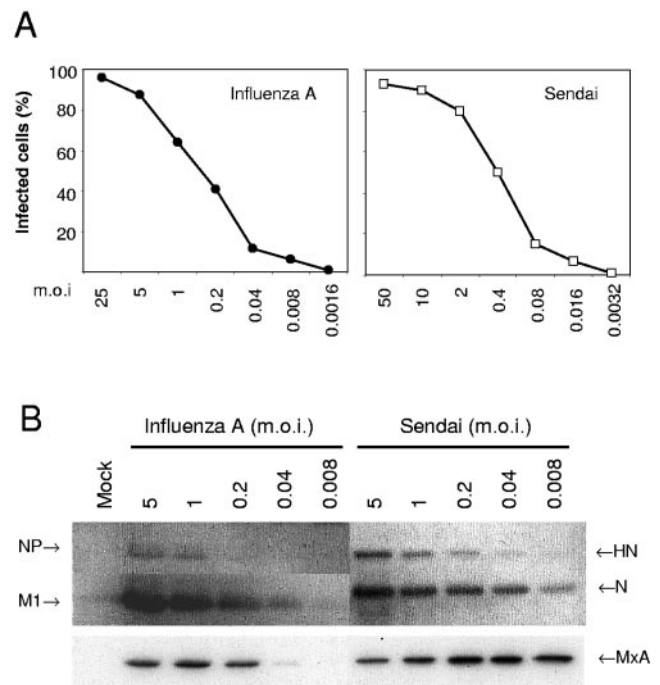 A
Infected cells (%)
100
80
60
40
20
Influenza A
Sendai
m.o.i
25
5
1
0.2
0.04
0.008
0.0016
50
10
2
0.4
0.08
0.016
0.0032
B
Influenza A (m.o.i.)
Sendai (m.o.i.)
Mock
5
1
0.2
0.04
0.008
5
1
0.2
0.04
0.008
NP→
←HN
M1→
←N
←MxA